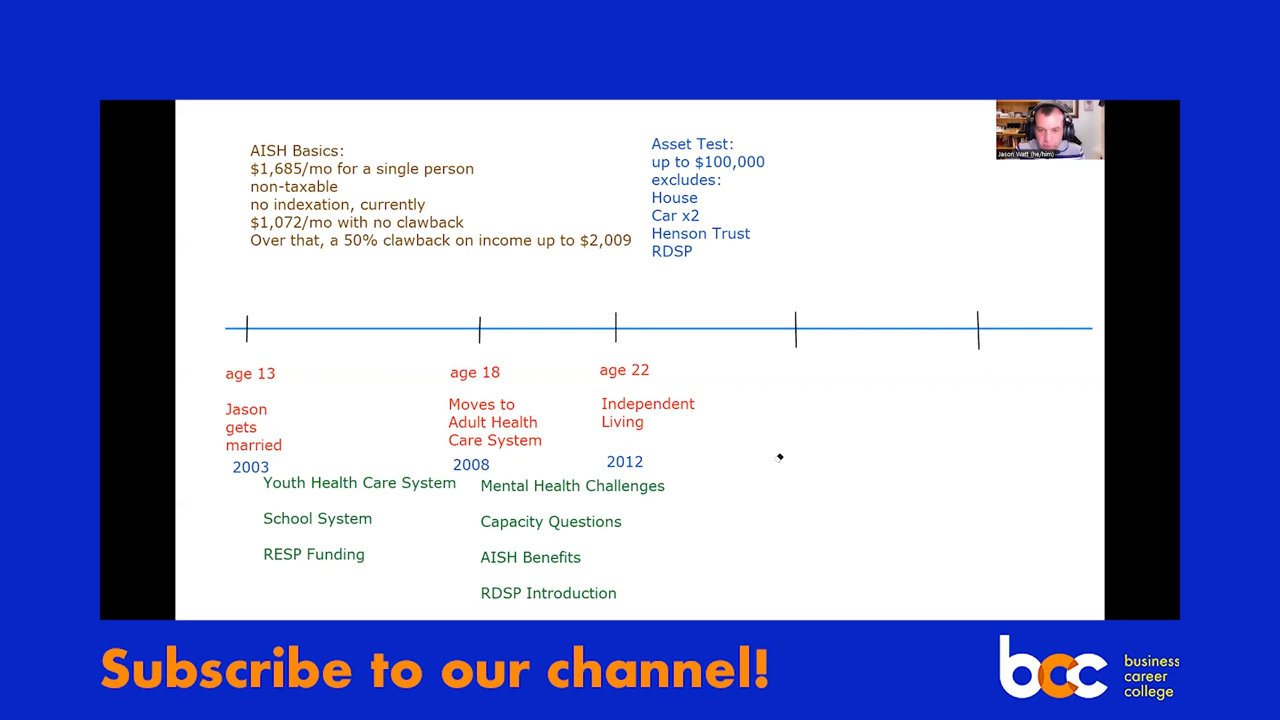 AISH Basics:
$1,685/mo for a single person
non-taxable
no indexation, currently
$1,072/mo with no clawback
Over that, a 50% clawback on income up to $2,009
Asset Test:
up to $100,000
excludes:
House
Car x2
Henson Trust
RDSP
Jason Watt (he/him)
age 13
Jason
gets
married
2003
age 18
Moves to
Adult Health
Care System
2008
age 22
Independent
Living
2012
Youth Health Care System
School System
RESP Funding
Mental Health Challenges
Capacity Questions
AISH Benefits
RDSP Introduction
Subscribe to our channel!
bcc
business
career
college